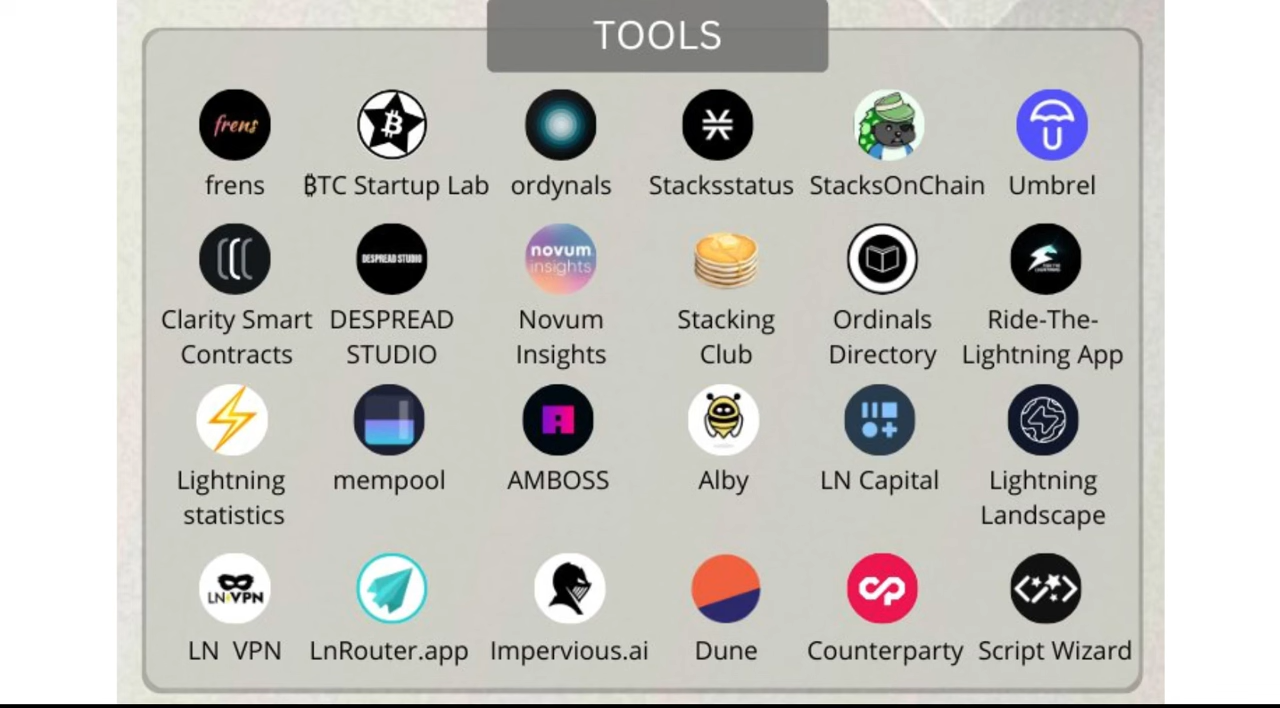 TOOLS
frens
frens ₿TC Startup Lab ordynals Stacksstatus StacksOnChain Umbrel
DESPREAD STUDIO
novum
insights
Clarity Smart DESPREAD Novum Stacking Ordinals Ride-The-
Contracts STUDIO Insights Club Directory Lightning App
Lightning mempool AMBOSS Alby LN Capital Lightning
statistics Landscape
LN VPN
LN VPN LnRouter.app Impervious.ai Dune Counterparty Script Wizard